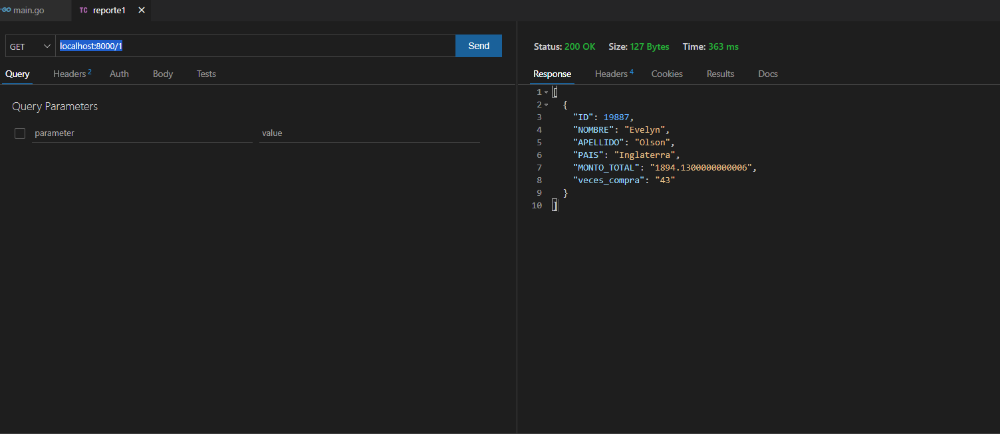 GO main.go TC reporte1 ×
GET localhost:8000/1 Send
Query Headers 2 Auth Body Tests
Query Parameters
parameter value
Status: 200 OK Size: 127 Bytes Time: 363 ms
Response Headers 4 Cookies Results Docs
1 [
2 {
3 "ID": 19887,
4 "NOMBRE": "Evelyn",
5 "APELLIDO": "Olson",
6 "PAIS": "Inglaterra",
7 "MONTO_TOTAL": "1894.1300000000006",
8 "veces_compra": "43"
9 }
10 ]